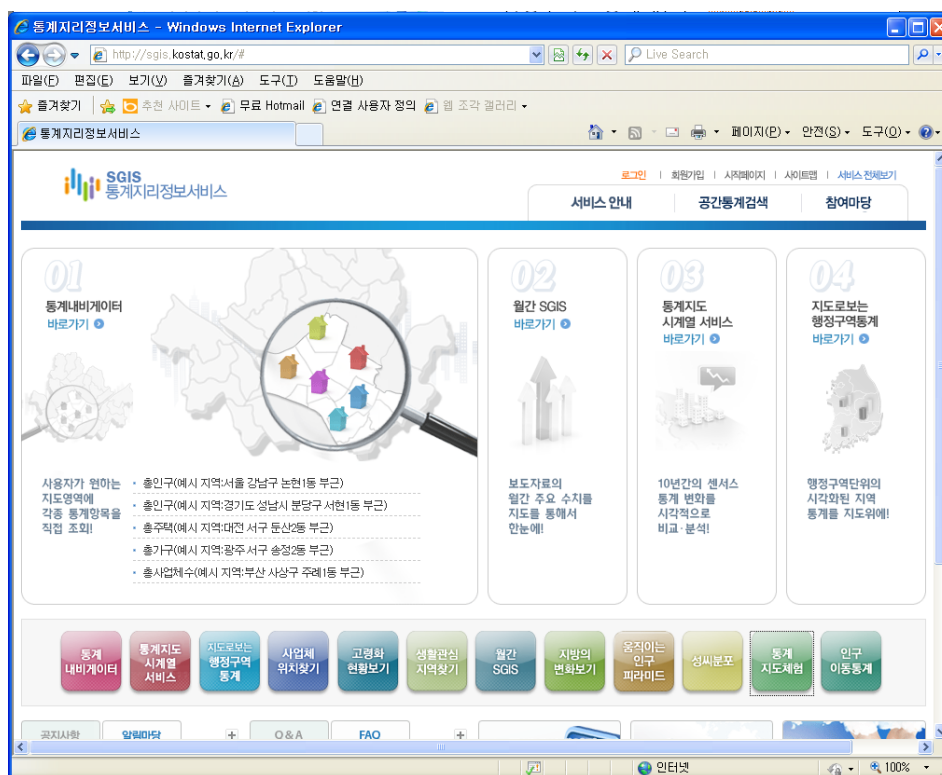 통계지리정보서비스 - Windows Internet Explorer
http://sgis.kostat.go.kr/#
Live Search
파일(F) 편집(E) 보기(V) 즐겨찾기(A) 도구(T) 도움말(H)
즐겨찾기 추천 사이트 무료 Hotmail 연결 사용자 정의 웹 조각 갤러리
통계지리정보서비스
페이지(P) 안전(S) 도구(O)
SGIS
통계지리정보서비스
로그인 | 회원가입 | 시작페이지 | 사이트맵 | 서비스 전체보기
서비스 안내 공간통계검색 참여마당
01
통계내비게이터
바로가기
사용자가 원하는
지도영역에
각종 통계항목을
직접 조회!
총인구(예시 지역:서울 강남구 논현1동 부근)
총인구(예시 지역:경기도 성남시 분당구 서현1동 부근)
총주택(예시 지역:대전 서구 둔산2동 부근)
총가구(예시 지역:광주 서구 송정2동 부근)
총사업체수(예시 지역:부산 사상구 주례1동 부근)
02
월간 SGIS
바로가기
보도자료의
월간 주요 수치를
지도를 통해서
한눈에!
03
통계지도
시계열 서비스
바로가기
10년간의 센서스
통계 변화를
시각적으로
비교·분석!
04
지도로보는
행정구역통계
바로가기
행정구역단위의
시각화된 지역
통계를 지도위에!
통계
내비게이터
통계지도
시계열
서비스
지도로보는
행정구역
통계
사업체
위치찾기
고령화
현황보기
생활관심
지역찾기
월간
SGIS
지방의
변화보기
움직이는
인구
피라미드
성씨분포
통계
지도체험
인구
이동통계
공지사항 알림마당 + Q&A FAQ +
인터넷 100%